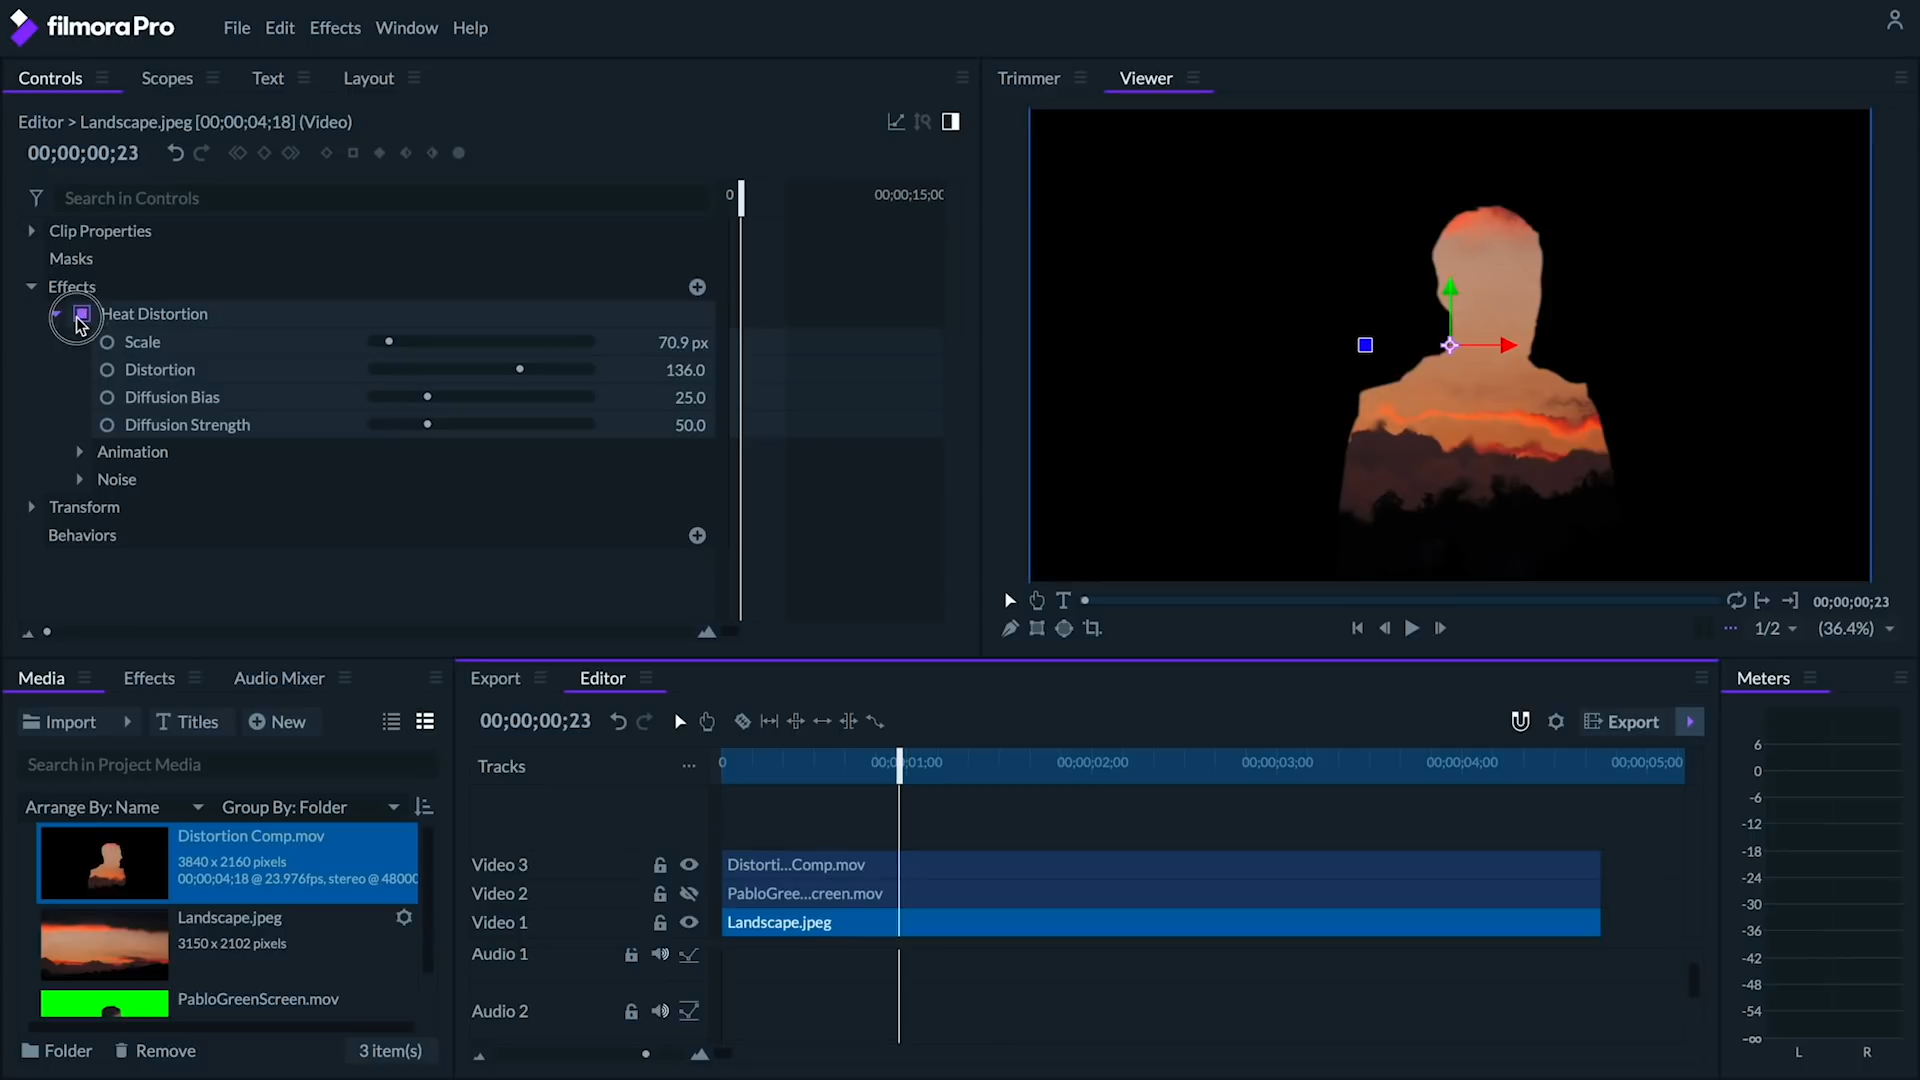 filmoraPro
File Edit Effects Window Help
Controls Scopes Text Layout
Editor > Landscape.jpeg [00;00;04;18] (Video)
00;00;00;23
Search in Controls
0 00;00;15;00
Clip Properties
Masks
Effects
Heat Distortion
Scale 70.9 px
Distortion 136.0
Diffusion Bias 25.0
Diffusion Strength 50.0
Animation
Noise
Transform
Behaviors
Trimmer Viewer
00;00;00;23
1/2 (36.4%)
Media Effects Audio Mixer
Import Titles New
Search in Project Media
Arrange By: Name Group By: Folder
Distortion Comp.mov
3840 x 2160 pixels
00;00;04;18 @ 23.976fps, stereo @ 48000
Landscape.jpeg
3150 x 2102 pixels
PabloGreenScreen.mov
Folder Remove 3 item(s)
Export Editor
00;00;00;23 Export
Tracks 0 00;00;01;00 00;00;02;00 00;00;03;00 00;00;04;00 00;00;05;00
Video 3 Distorti...Comp.mov
Video 2 PabloGree...creen.mov
Video 1 Landscape.jpeg
Audio 1
Audio 2
Meters
6
0
-6
-12
-18
-24
-30
-36
-42
-48
-54
-∞
L R